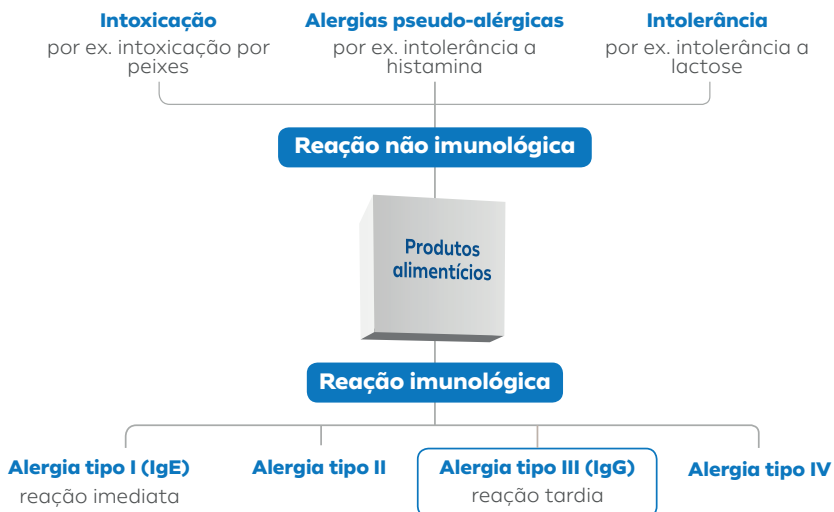 Intoxicação
por ex. intoxicação por
peixes
Alergias pseudo-alérgicas
por ex. intolerância a
histamina
Intolerância
por ex. intolerância a
lactose
Reação não imunológica
Produtos
alimentícios
Reação imunológica
Alergia tipo I (IgE)
reação imediata
Alergia tipo II
Alergia tipo III (IgG)
reação tardia
Alergia tipo IV